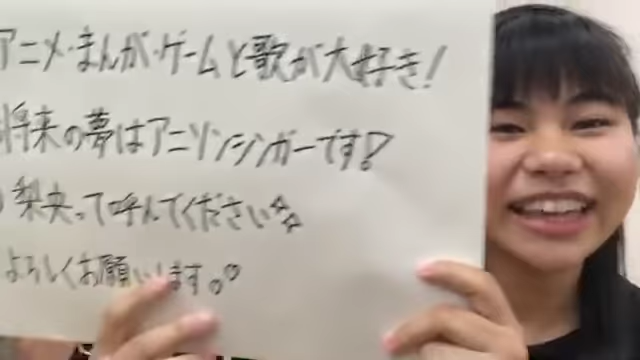 アニメ・まんが・ゲームと歌が大好き!
将来の夢はアニソンシンガーです!
梨央って呼んでください☆☆
よろしくお願いします。♡